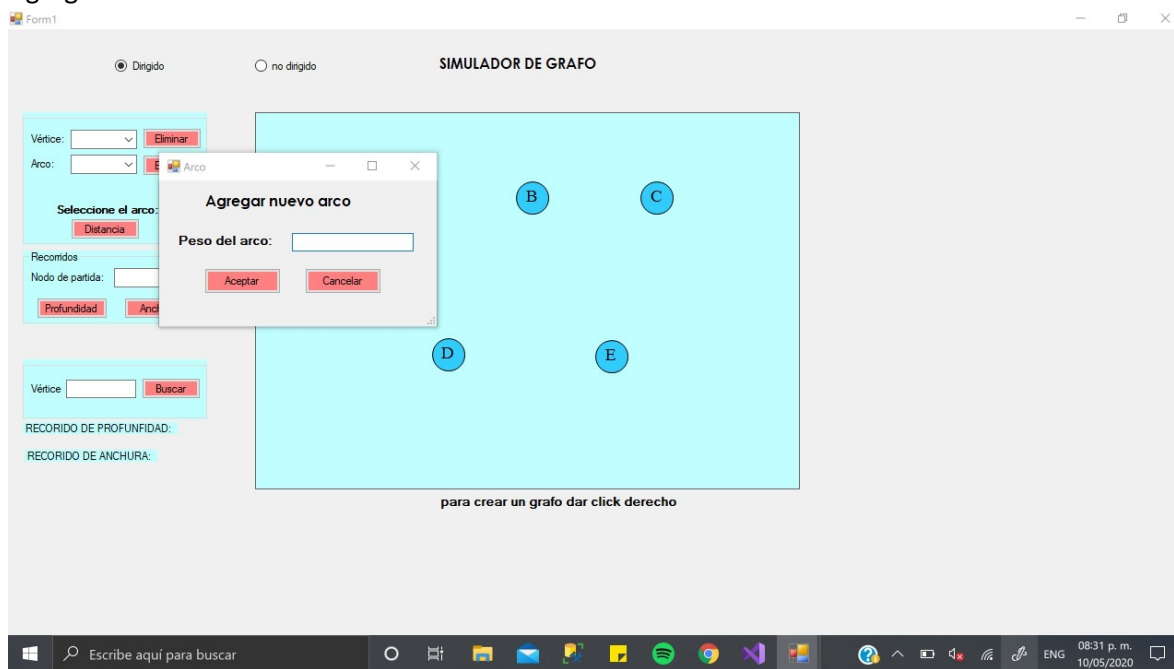 Form1
Dirigido
no dirigido
SIMULADOR DE GRAFO
Vértice:
Eliminar
Arco:
Arco
Agregar nuevo arco
Seleccione el arco:
Distancia
Peso del arco:
Recorridos
Nodo de partida:
Aceptar
Cancelar
Profundidad
B
C
D
E
Vértice
Buscar
RECORIDO DE PROFUNFIDAD:
RECORIDO DE ANCHURA:
para crear un grafo dar click derecho
Escribe aquí para buscar
ENG
08:31 p. m.
10/05/2020